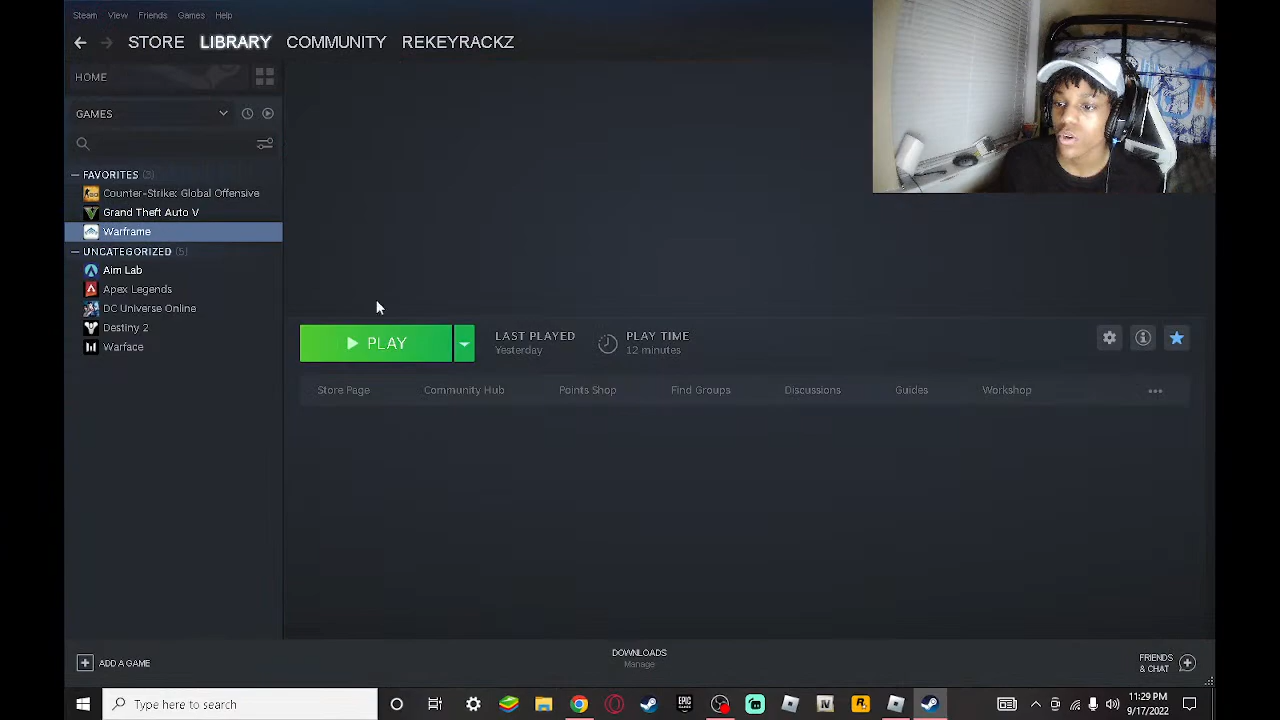 Steam View Friends Games Help
STORE LIBRARY COMMUNITY REKEYRACKZ
HOME
GAMES
FAVORITES (3)
Counter-Strike: Global Offensive
Grand Theft Auto V
Warframe
UNCATEGORIZED (5)
Aim Lab
Apex Legends
DC Universe Online
Destiny 2
Warface
PLAY
LAST PLAYED
Yesterday
PLAY TIME
12 minutes
Store Page Community Hub Points Shop Find Groups Discussions Guides Workshop
ADD A GAME
DOWNLOADS
Manage
FRIENDS
& CHAT
Type here to search
EPIC
GAMES
IV
R
11:29 PM
9/17/2022